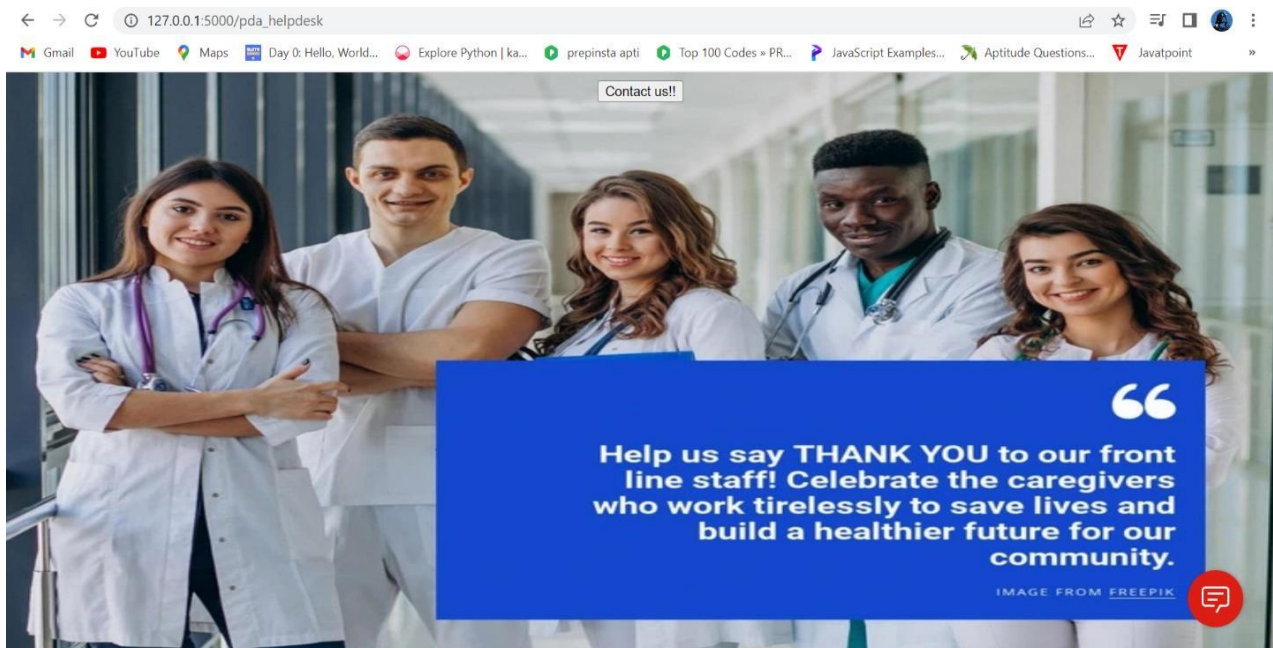 127.0.0.1:5000/pda_helpdesk
Gmail YouTube Maps Day 0: Hello, World... Explore Python | ka... prepinsta apti Top 100 Codes » PR... JavaScript Examples... Aptitude Questions... Javatpoint »
Contact us!!
Help us say THANK YOU to our front
line staff! Celebrate the caregivers
who work tirelessly to save lives and
build a healthier future for our
community.
IMAGE FROM FREEPIK